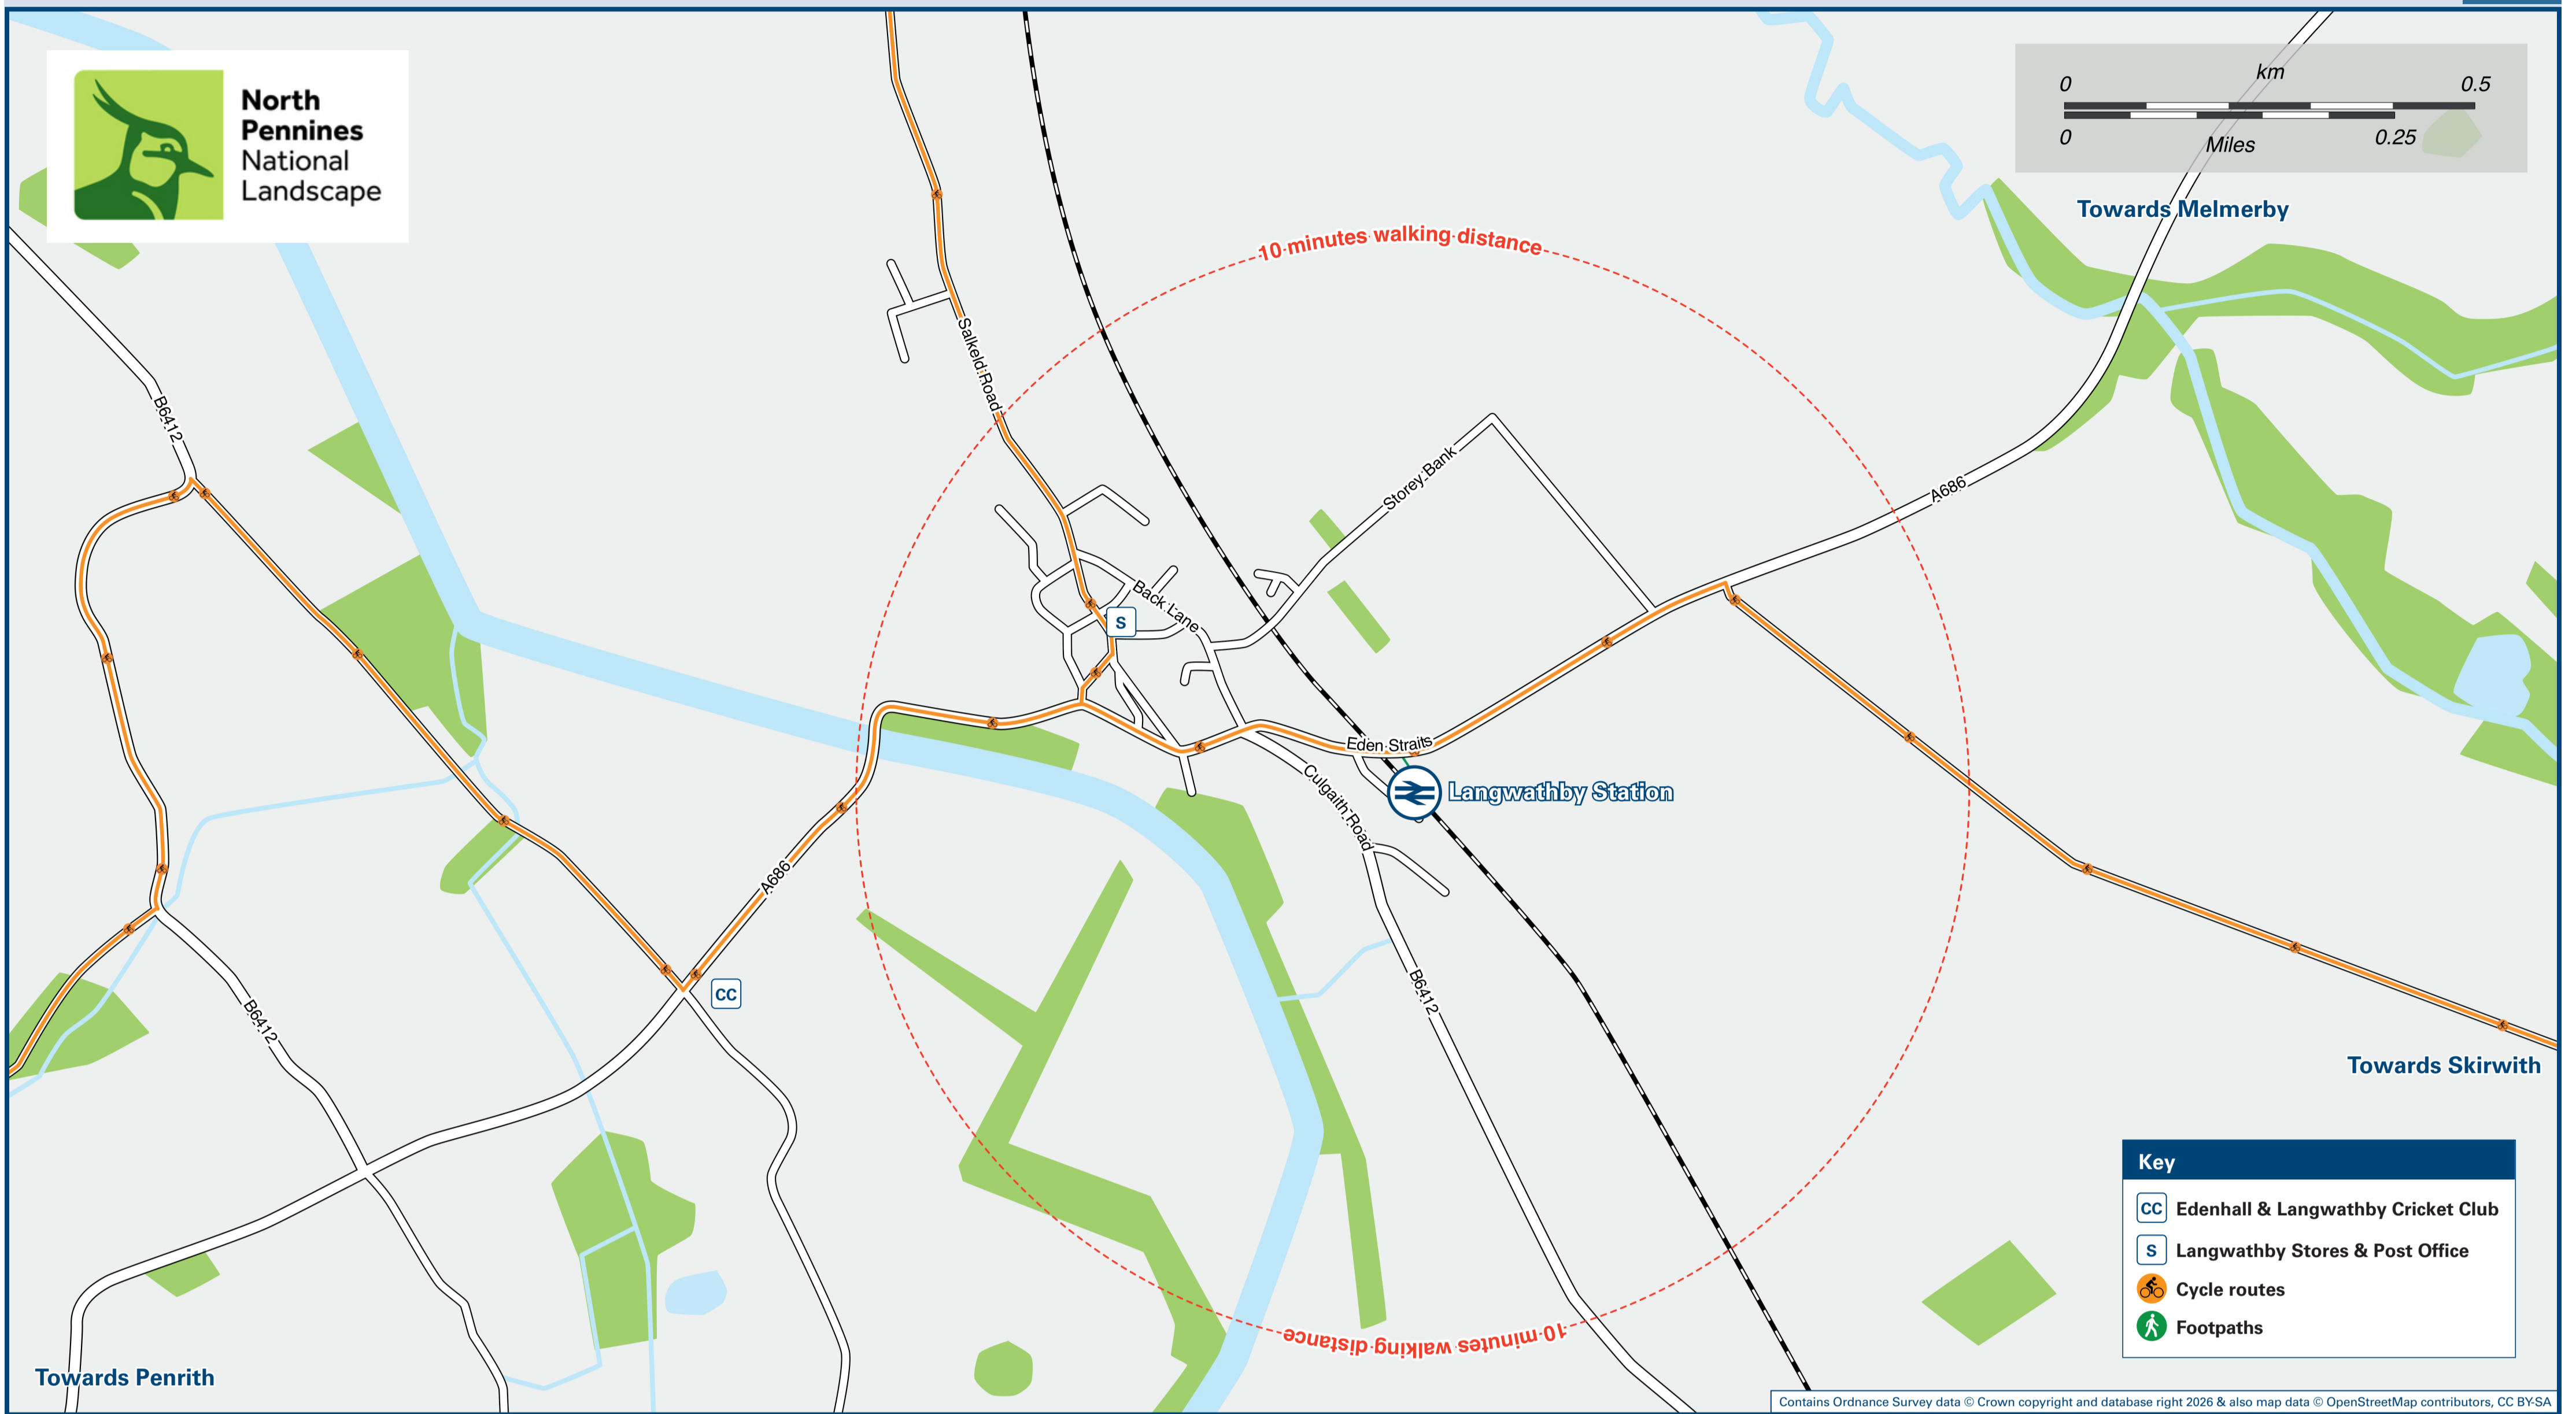 North
Pennines
National
Landscape
km
0 0.5
0 0.25
Miles
Towards Melmerby
10 minutes walking distance
Salkeld Road
B6412
Storey Bank
A686
Back Lane
S
Eden Straits
Langwathby Station
Culgaith Road
A686
CC
B6412
B6412
Towards Skirwith
10 minutes walking distance
Towards Penrith
Key
CC Edenhall & Langwathby Cricket Club
S Langwathby Stores & Post Office
Cycle routes
Footpaths
Contains Ordnance Survey data © Crown copyright and database right 2026 & also map data © OpenStreetMap contributors, CC BY-SA